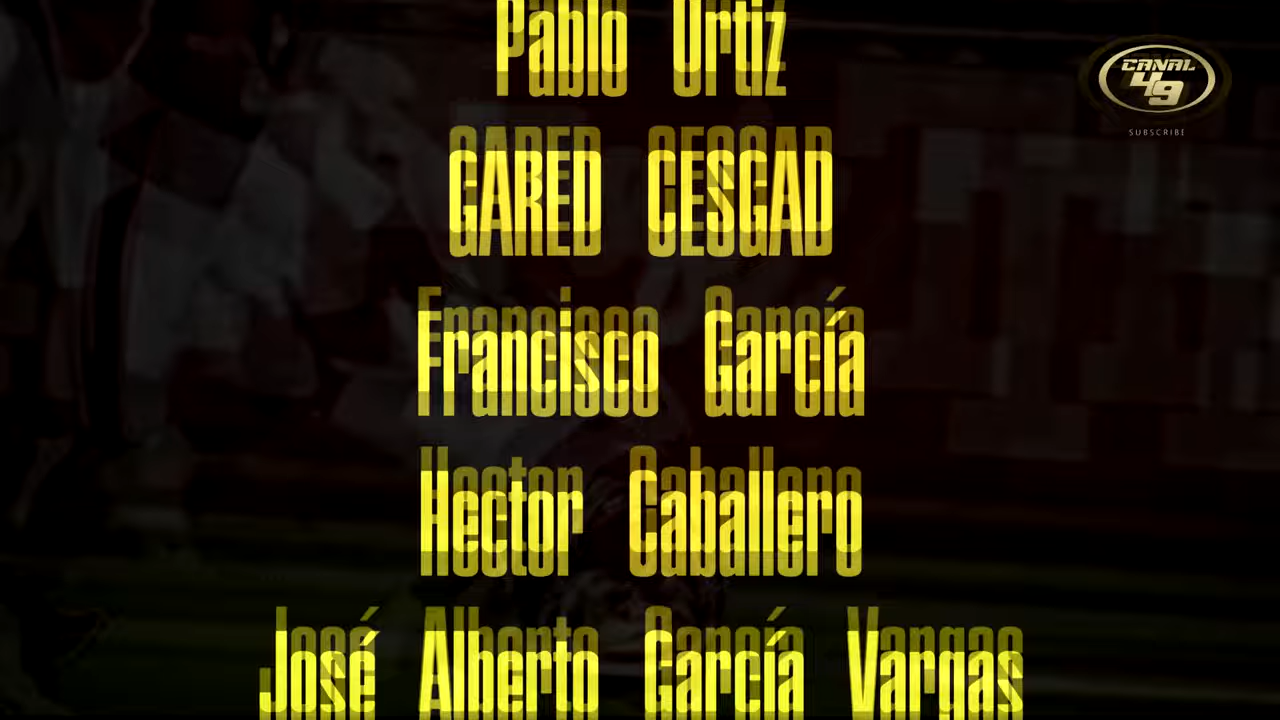 Pablo Ortiz
CANAL
49
SUBSCRIBE
GARED CESGAD
Francisco García
Hector Caballero
José Alberto García Vargas